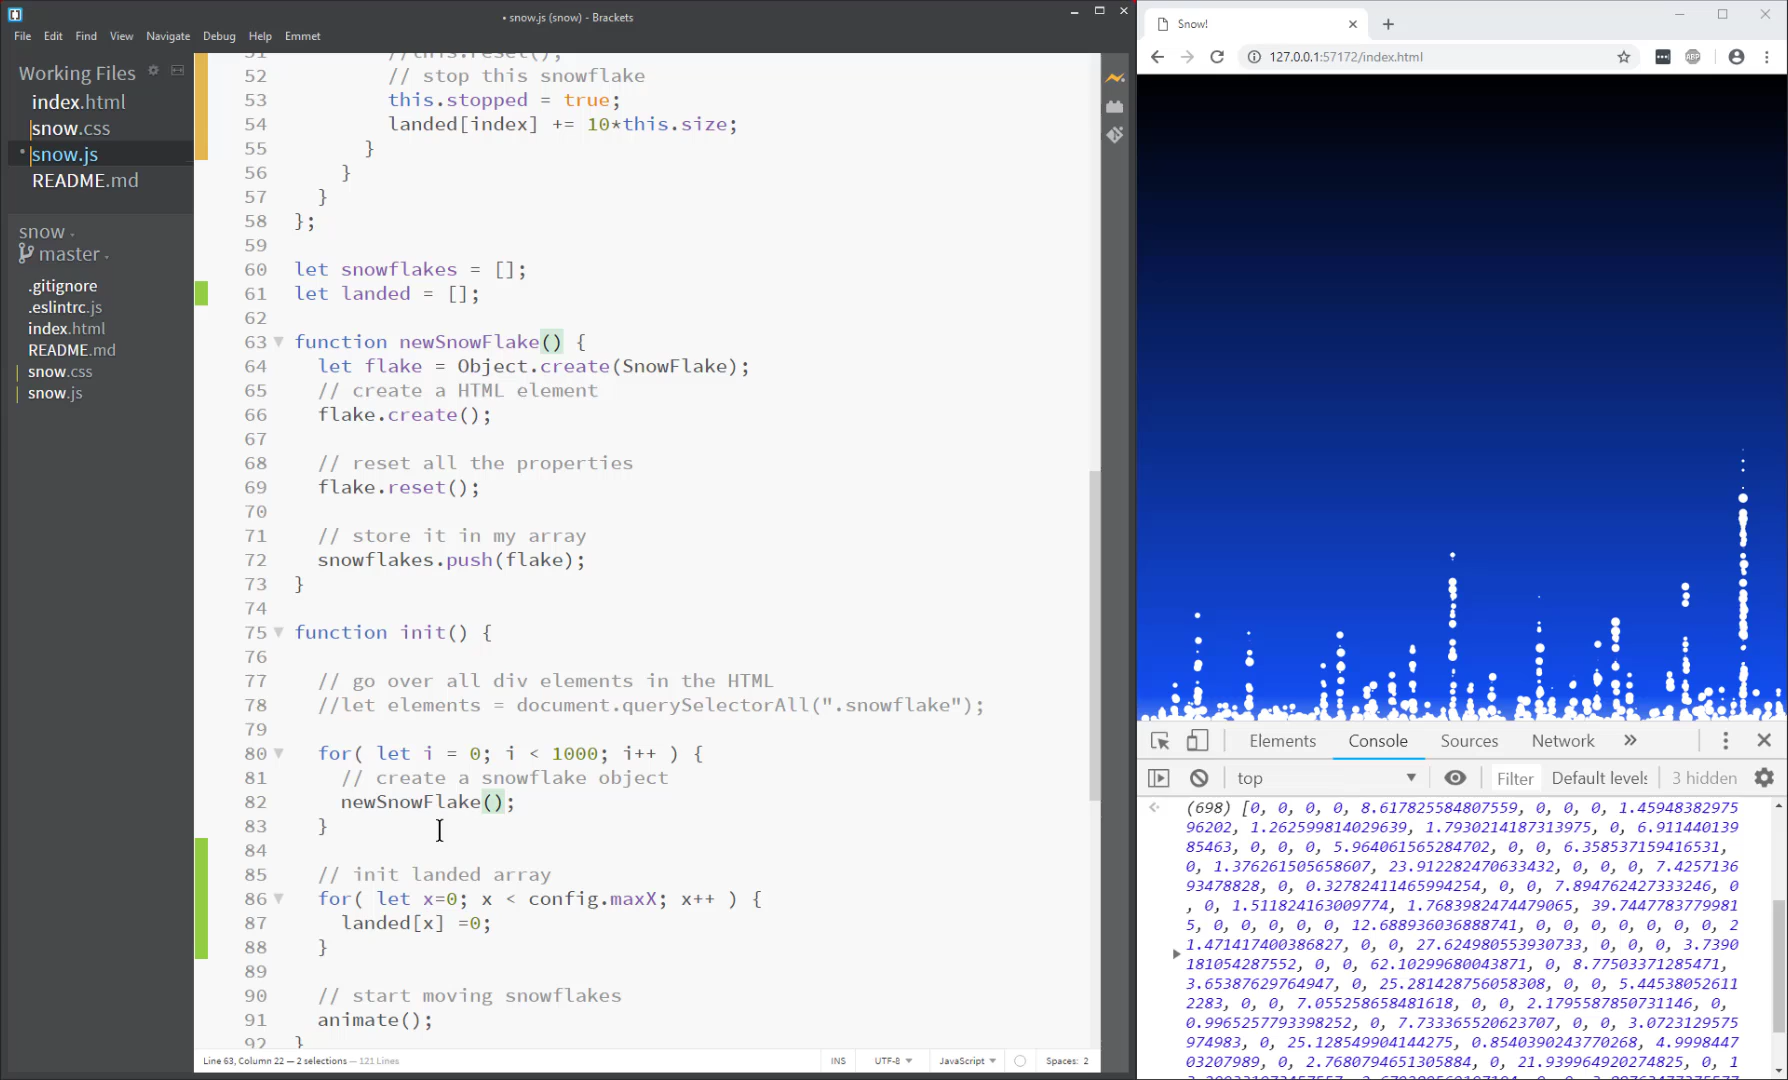 • snow.js (snow) - Brackets
File Edit Find View Navigate Debug Help Emmet
Working Files
index.html
snow.css
• snow.js
README.md
snow
master
.gitignore
.eslintrc.js
index.html
README.md
snow.css
snow.js
51 //this.reset();
52 // stop this snowflake
53 this.stopped = true;
54 landed[index] += 10*this.size;
55 }
56 }
57 }
58 };
59
60 let snowflakes = [];
61 let landed = [];
62
63 function newSnowFlake() {
64 let flake = Object.create(SnowFlake);
65 // create a HTML element
66 flake.create();
67
68 // reset all the properties
69 flake.reset();
70
71 // store it in my array
72 snowflakes.push(flake);
73 }
74
75 function init() {
76
77 // go over all div elements in the HTML
78 //let elements = document.querySelectorAll(".snowflake");
79
80 for( let i = 0; i < 1000; i++ ) {
81 // create a snowflake object
82 newSnowFlake();
83 }
84
85 // init landed array
86 for( let x=0; x < config.maxX; x++ ) {
87 landed[x] =0;
88 }
89
90 // start moving snowflakes
91 animate();
92 }
Line 63, Column 22 — 2 selections — 121 Lines
INS UTF-8 JavaScript Spaces: 2
Snow!
127.0.0.1:57172/index.html
Elements Console Sources Network »
top Filter Default levels 3 hidden
(698) [0, 0, 0, 0, 8.617825584807559, 0, 0, 0, 1.45948382975
96202, 1.262599814029639, 1.7930214187313975, 0, 6.911440139
85463, 0, 0, 0, 5.964061565284702, 0, 0, 6.358537159416531,
0, 1.376261505658607, 23.912282470633432, 0, 0, 0, 7.4257136
93478828, 0, 0.32782411465994254, 0, 0, 7.894762427333246, 0
, 0, 1.511824163009774, 1.7683982474479065, 39.7447783779981
5, 0, 0, 0, 0, 0, 12.688936036888741, 0, 0, 0, 0, 0, 0, 0, 2
1.471417400386827, 0, 0, 27.624980553930733, 0, 0, 0, 3.7390
181054287552, 0, 0, 62.10299680043871, 0, 8.77503371285471,
3.65387629764947, 0, 25.281428756058308, 0, 0, 5.44538052611
2283, 0, 0, 7.055258658481618, 0, 0, 2.1795587850731146, 0,
0.9965257793398252, 0, 7.733365520623707, 0, 0, 3.0723129575
974983, 0, 25.128549904144275, 0.8540390243770268, 4.9998447
03207989, 0, 2.7680794651305884, 0, 21.939964920274825, 0, 1